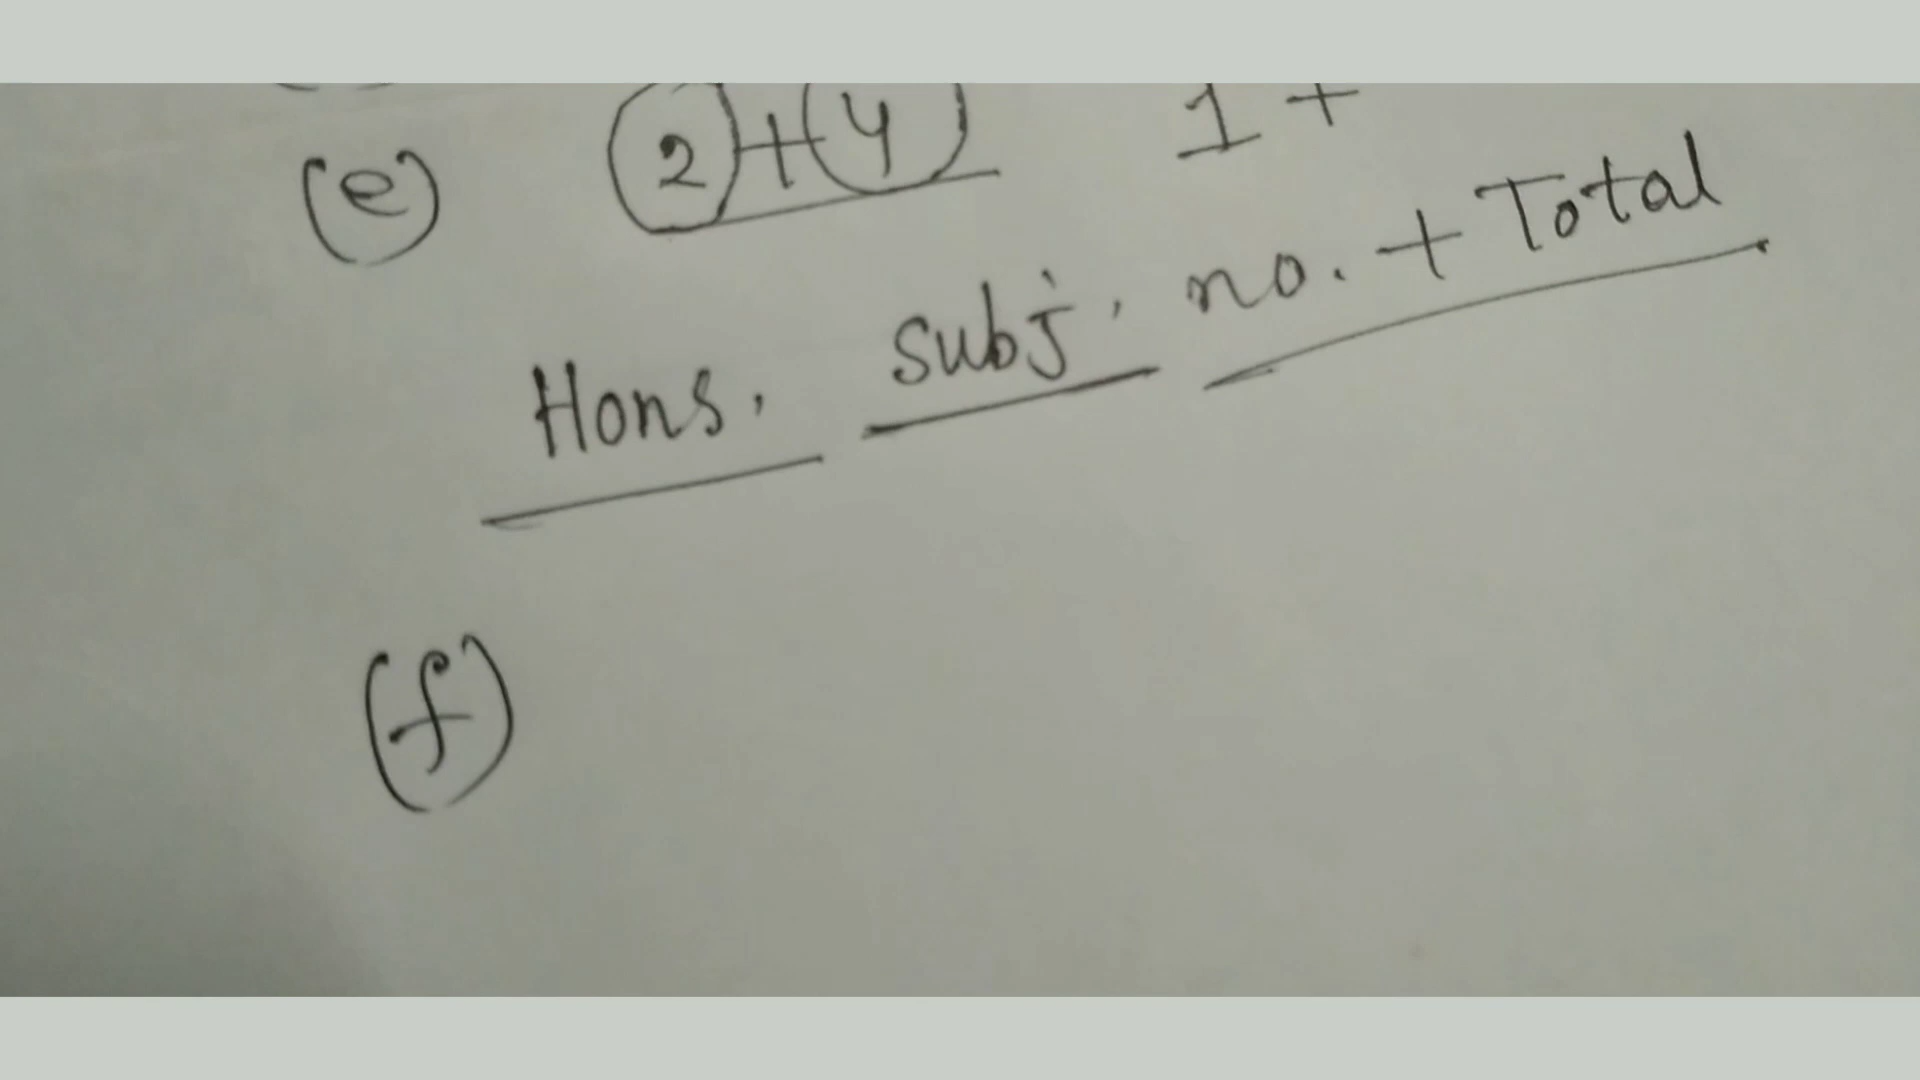 (e) 2 + 4 1 +
Hons. subj. no. + Total
(f)